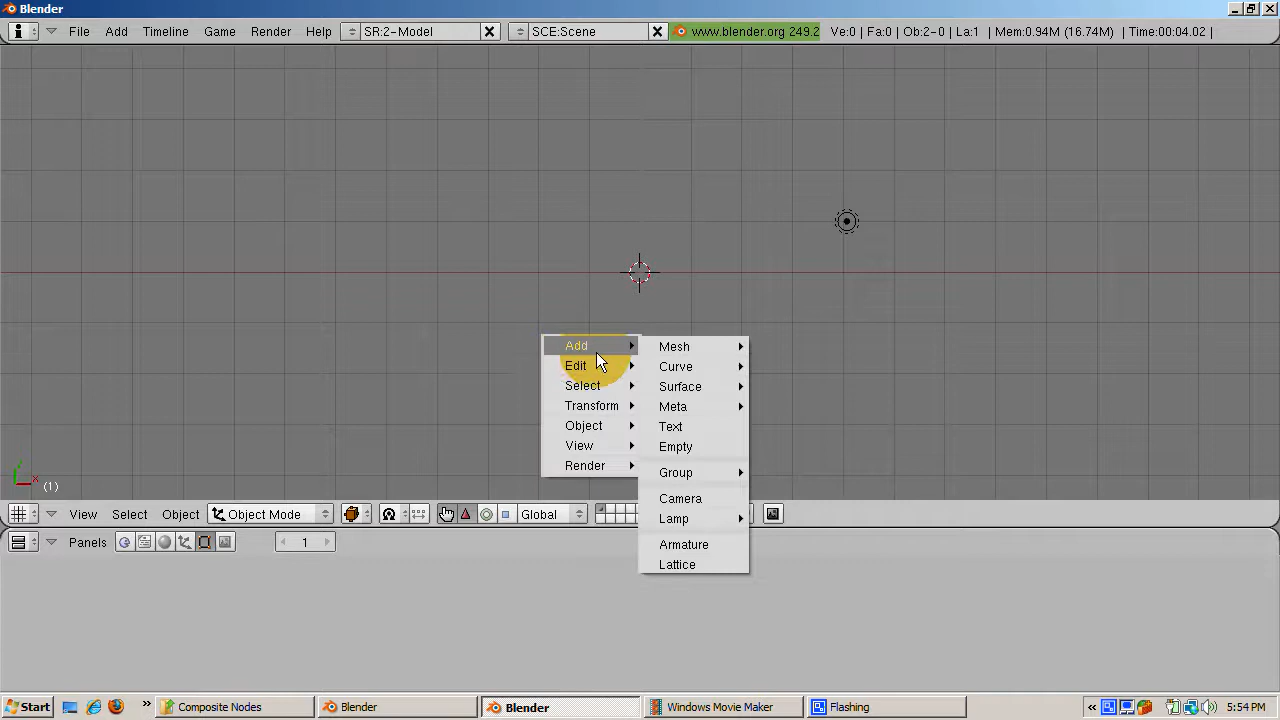 Blender
File Add Timeline Game Render Help SR:2-Model SCE:Scene www.blender.org 249.2 Ve:0 | Fa:0 | Ob:2-0 | La:1 | Mem:0.94M (16.74M) | Time:00:04.02 |
Add
Edit
Select
Transform
Object
View
Render
Mesh
Curve
Surface
Meta
Text
Empty
Group
Camera
Lamp
Armature
Lattice
Y
x
(1)
View Select Object Object Mode Global
Panels 1
Start Composite Nodes Blender Blender Windows Movie Maker Flashing 5:54 PM